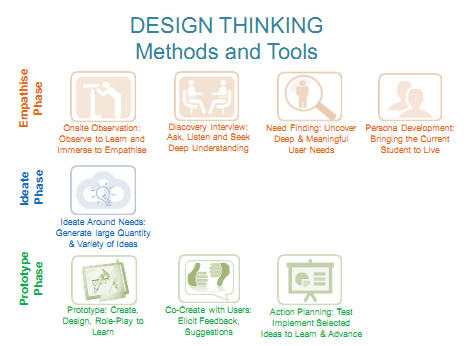 DESIGN THINKING
Methods and Tools
Empathise
Phase
Onsite Observation:
Observe to Learn and
Immerse to Empathise
Discovery Interview:
Ask, Listen and Seek
Deep Understanding
Need Finding: Uncover
Deep & Meaningful
User Needs
Persona Development:
Bringing the Current
Student to Live
Ideate
Phase
Ideate Around Needs:
Generate large Quantity
& Variety of Ideas
Prototype
Phase
Prototype: Create,
Design, Role-Play to
Learn
Co-Create with Users:
Elicit Feedback,
Suggestions
Action Planning: Test
Implement Selected
Ideas to Learn & Advance